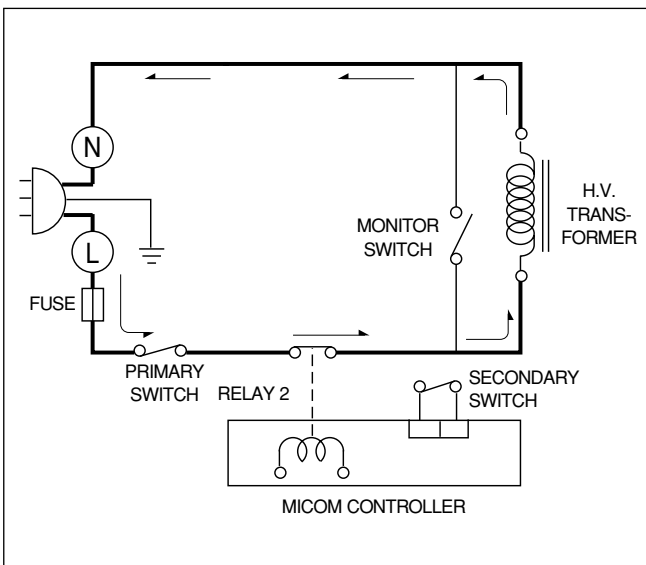 N
H.V.
TRANS-
FORMER
MONITOR
SWITCH
L
FUSE
PRIMARY
SWITCH
RELAY 2
SECONDARY
SWITCH
MICOM CONTROLLER